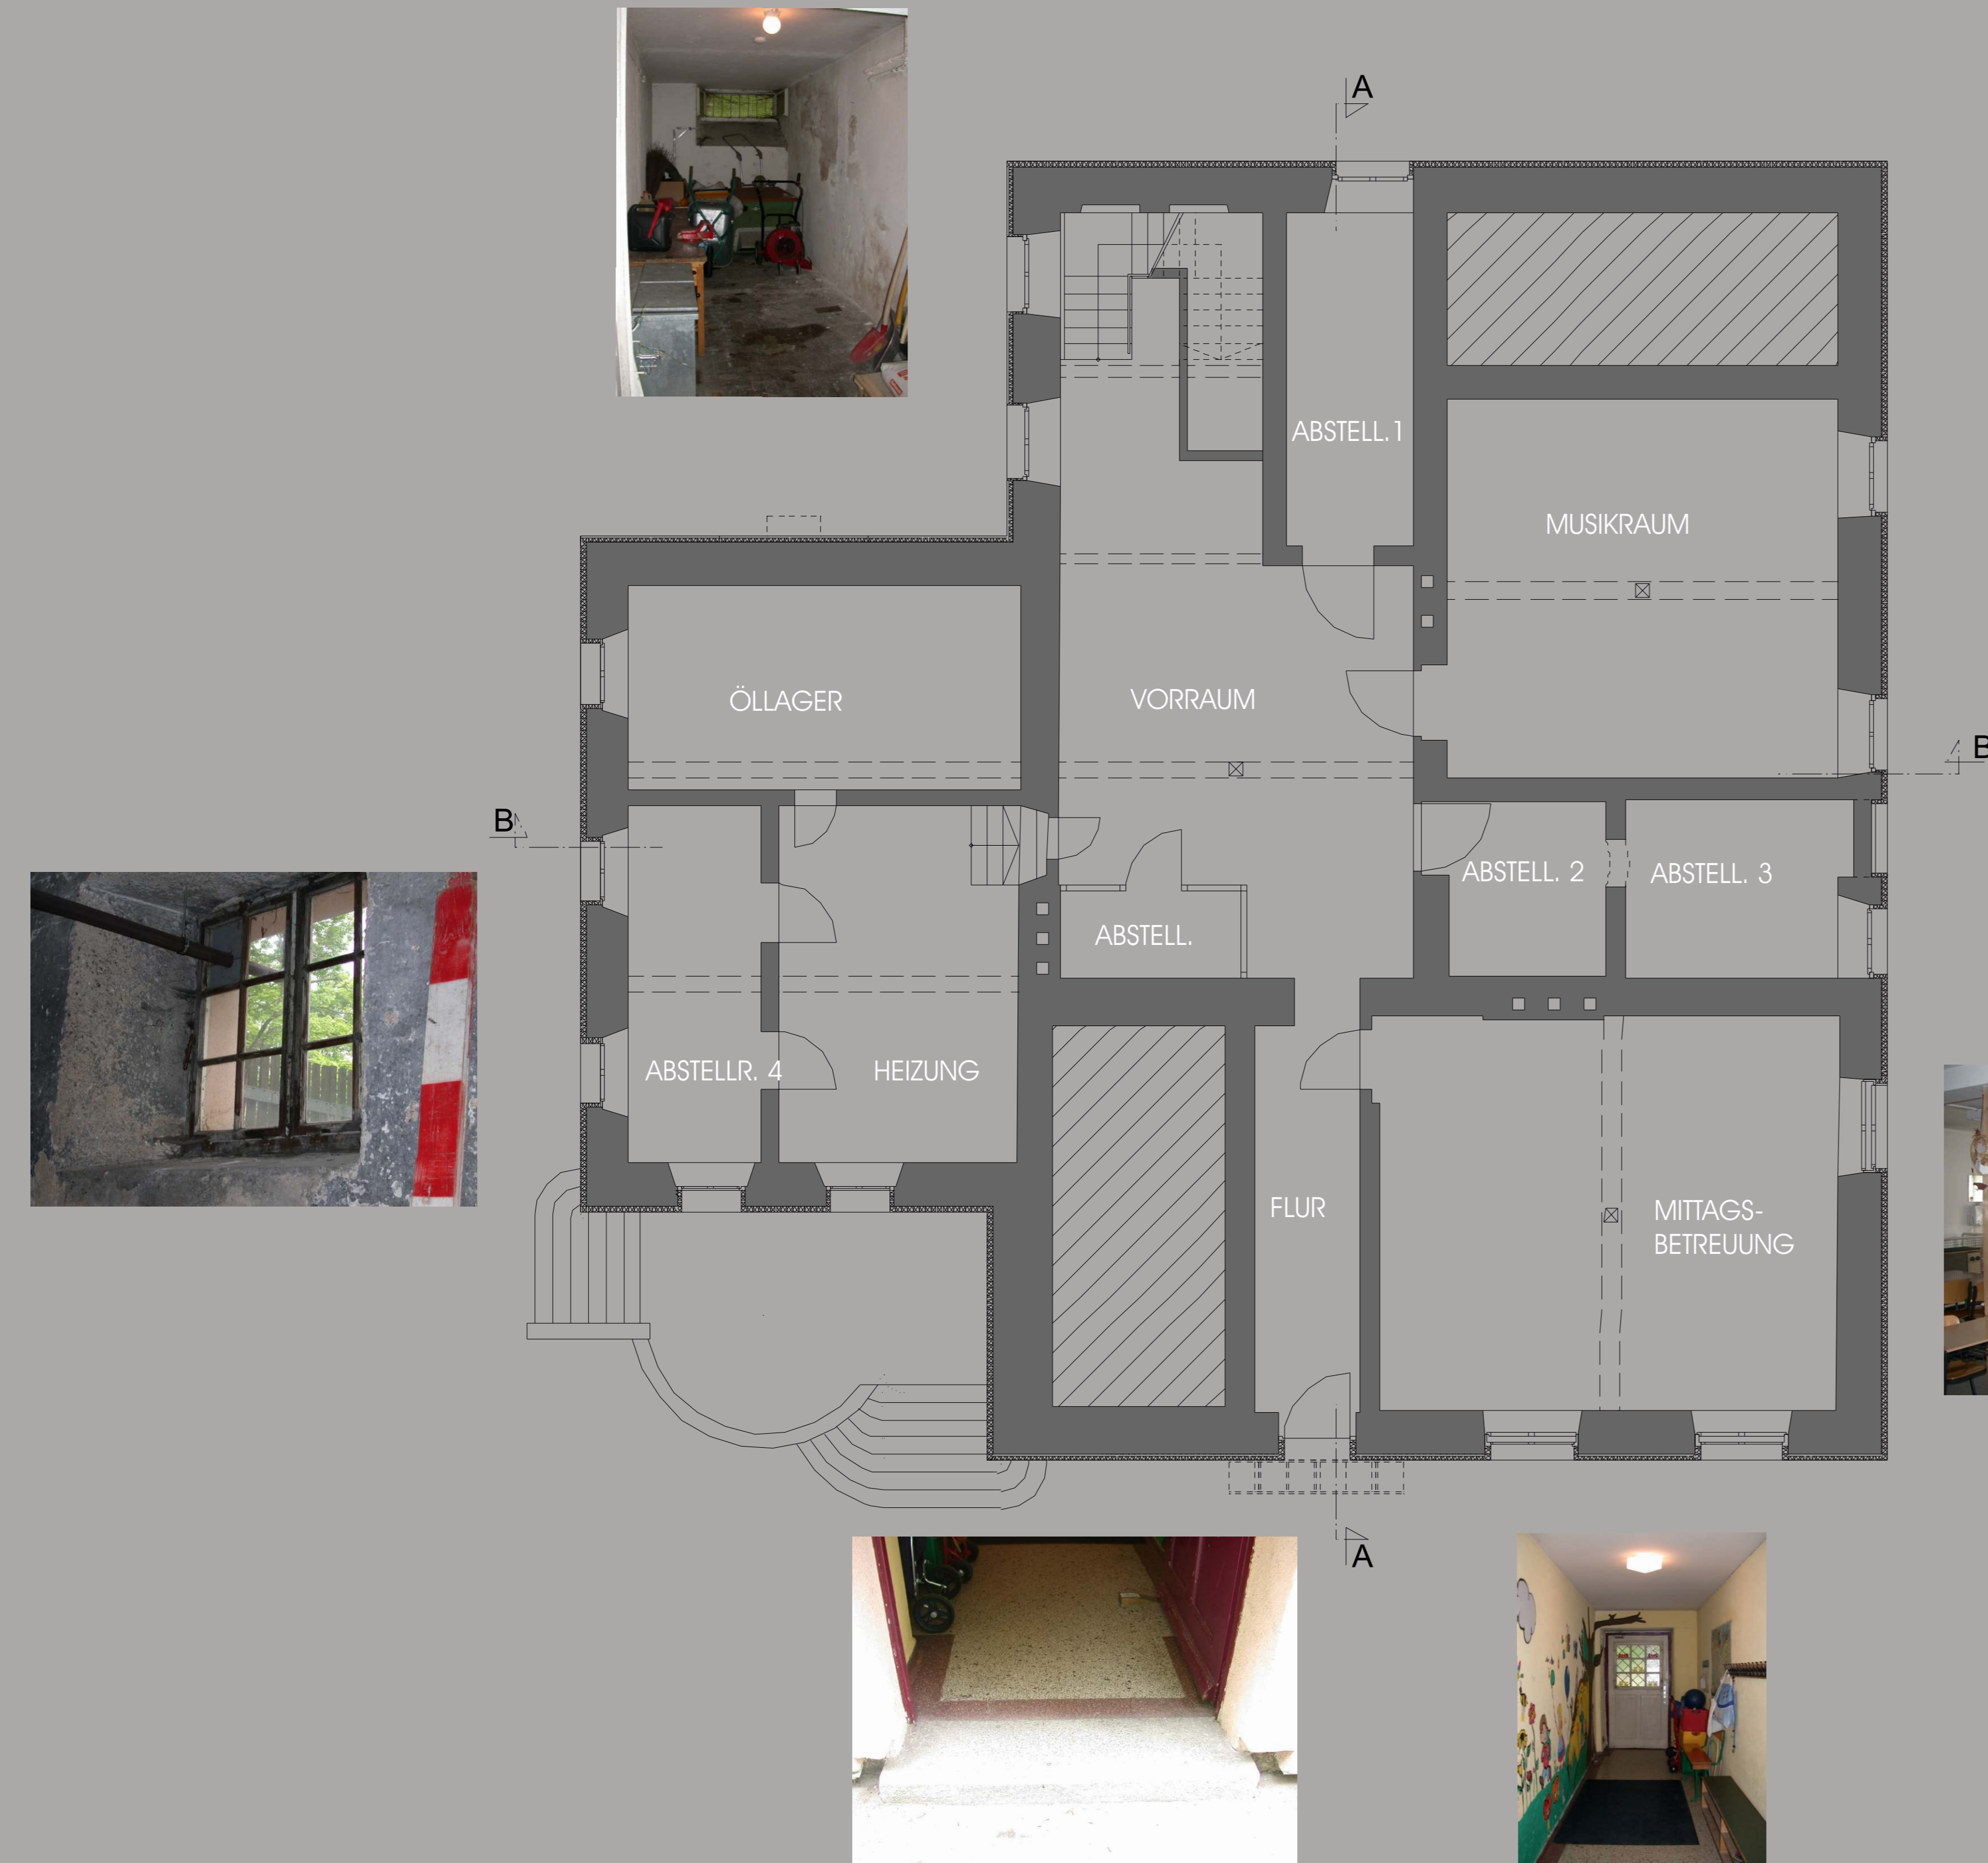 A
ABSTELL.1
MUSIKRAUM
ÖLLAGER
VORRAUM
B
B
ABSTELL. 2
ABSTELL. 3
ABSTELL.
ABSTELLR. 4
HEIZUNG
FLUR
MITTAGS-
BETREUUNG
A